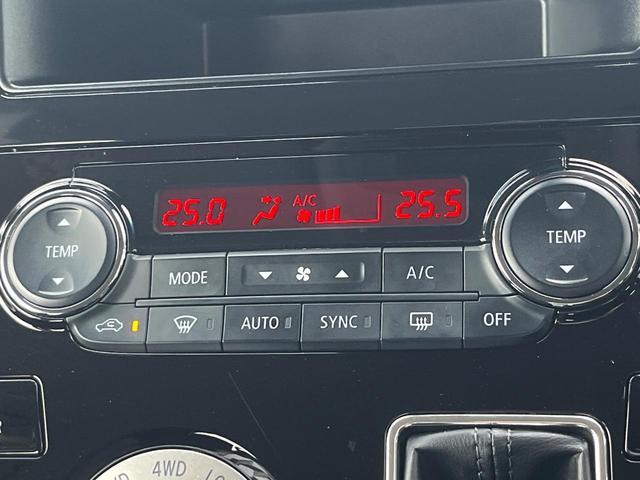 25.0 A/C 25.5
TEMP
TEMP
MODE A/C
AUTO SYNC OFF
4WD